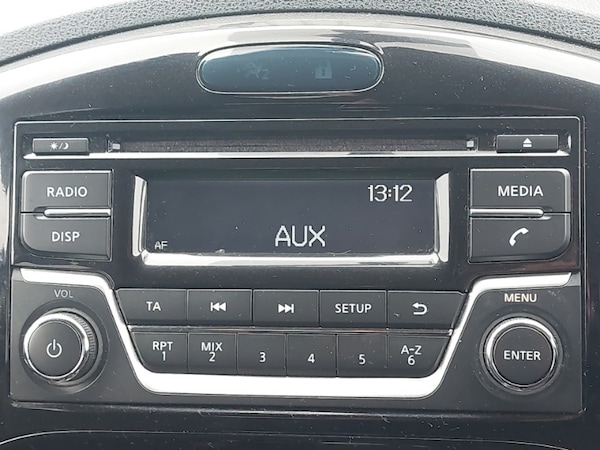 RADIO
DISP
13:12
AF
AUX
MEDIA
VOL
MENU
TA
SETUP
RPT
1
MIX
2
3
4
5
A-Z
6
ENTER